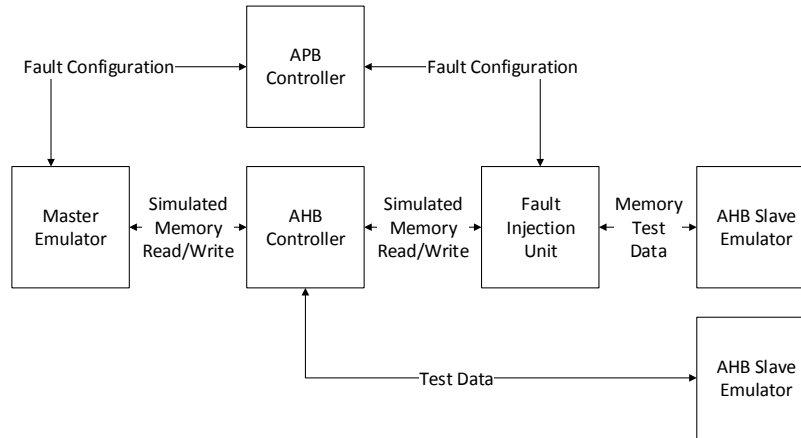 APB
Controller
Fault Configuration
Fault Configuration
Master
Emulator
Simulated
Memory
Read/Write
AHB
Controller
Simulated
Memory
Read/Write
Fault
Injection
Unit
Memory
Test
Data
AHB Slave
Emulator
Test Data
AHB Slave
Emulator